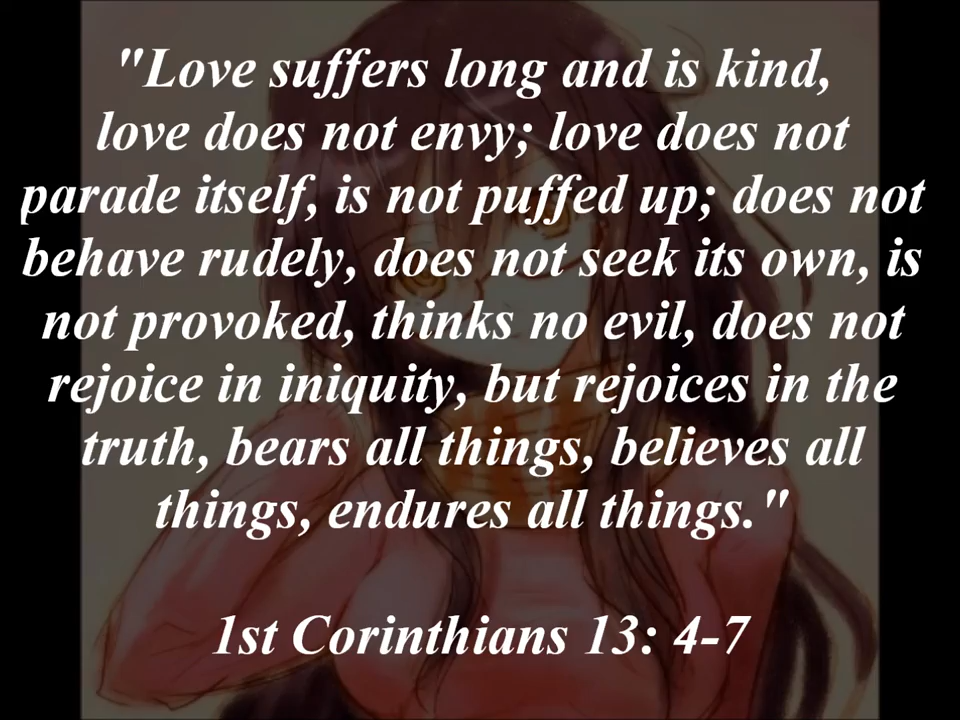 "Love suffers long and is kind,
love does not envy; love does not
parade itself, is not puffed up; does not
behave rudely, does not seek its own, is
not provoked, thinks no evil, does not
rejoice in iniquity, but rejoices in the
truth, bears all things, believes all
things, endures all things."
1st Corinthians 13: 4-7